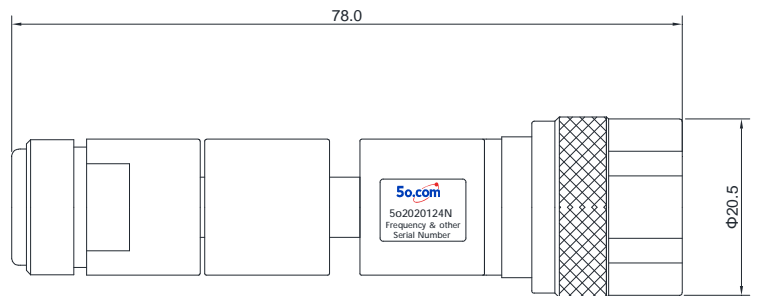 78.0
5o.com
5o2020124N
Frequency & other
Serial Number
Φ20.5